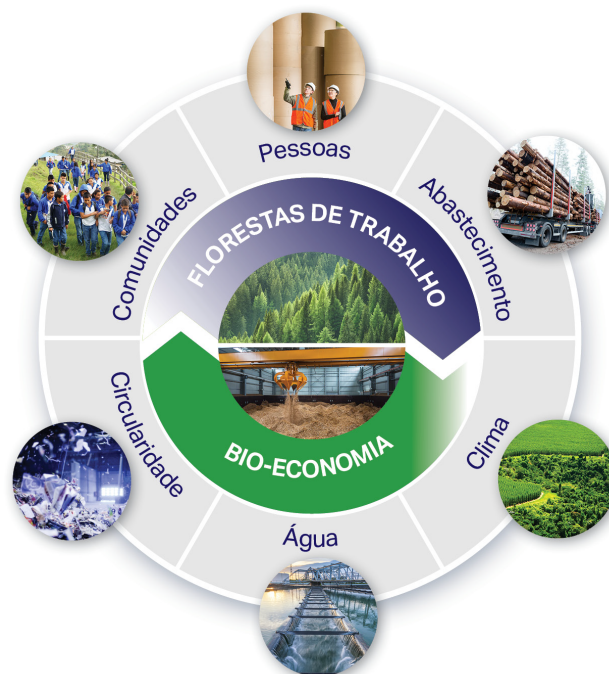 Pessoas
Abastecimento
Comunidades
FLORESTAS DE TRABALHO
Circularidade
BIO-ECONOMIA
Clima
Água